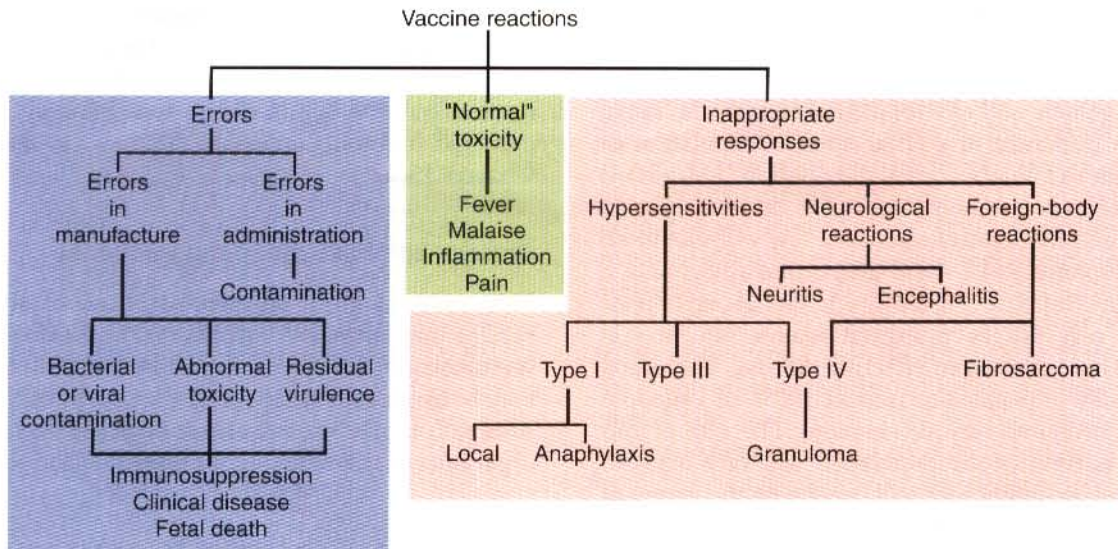 Vaccine reactions
Errors
Errors
in
manufacture
Errors
in
administration
Contamination
Bacterial
or viral
contamination
Abnormal
toxicity
Residual
virulence
Immunosuppression
Clinical disease
Fetal death
"Normal"
toxicity
Fever
Malaise
Inflammation
Pain
Inappropriate
responses
Hypersensitivities
Neurological
reactions
Foreign-body
reactions
Neuritis
Encephalitis
Type I
Type III
Type IV
Fibrosarcoma
Local
Anaphylaxis
Granuloma